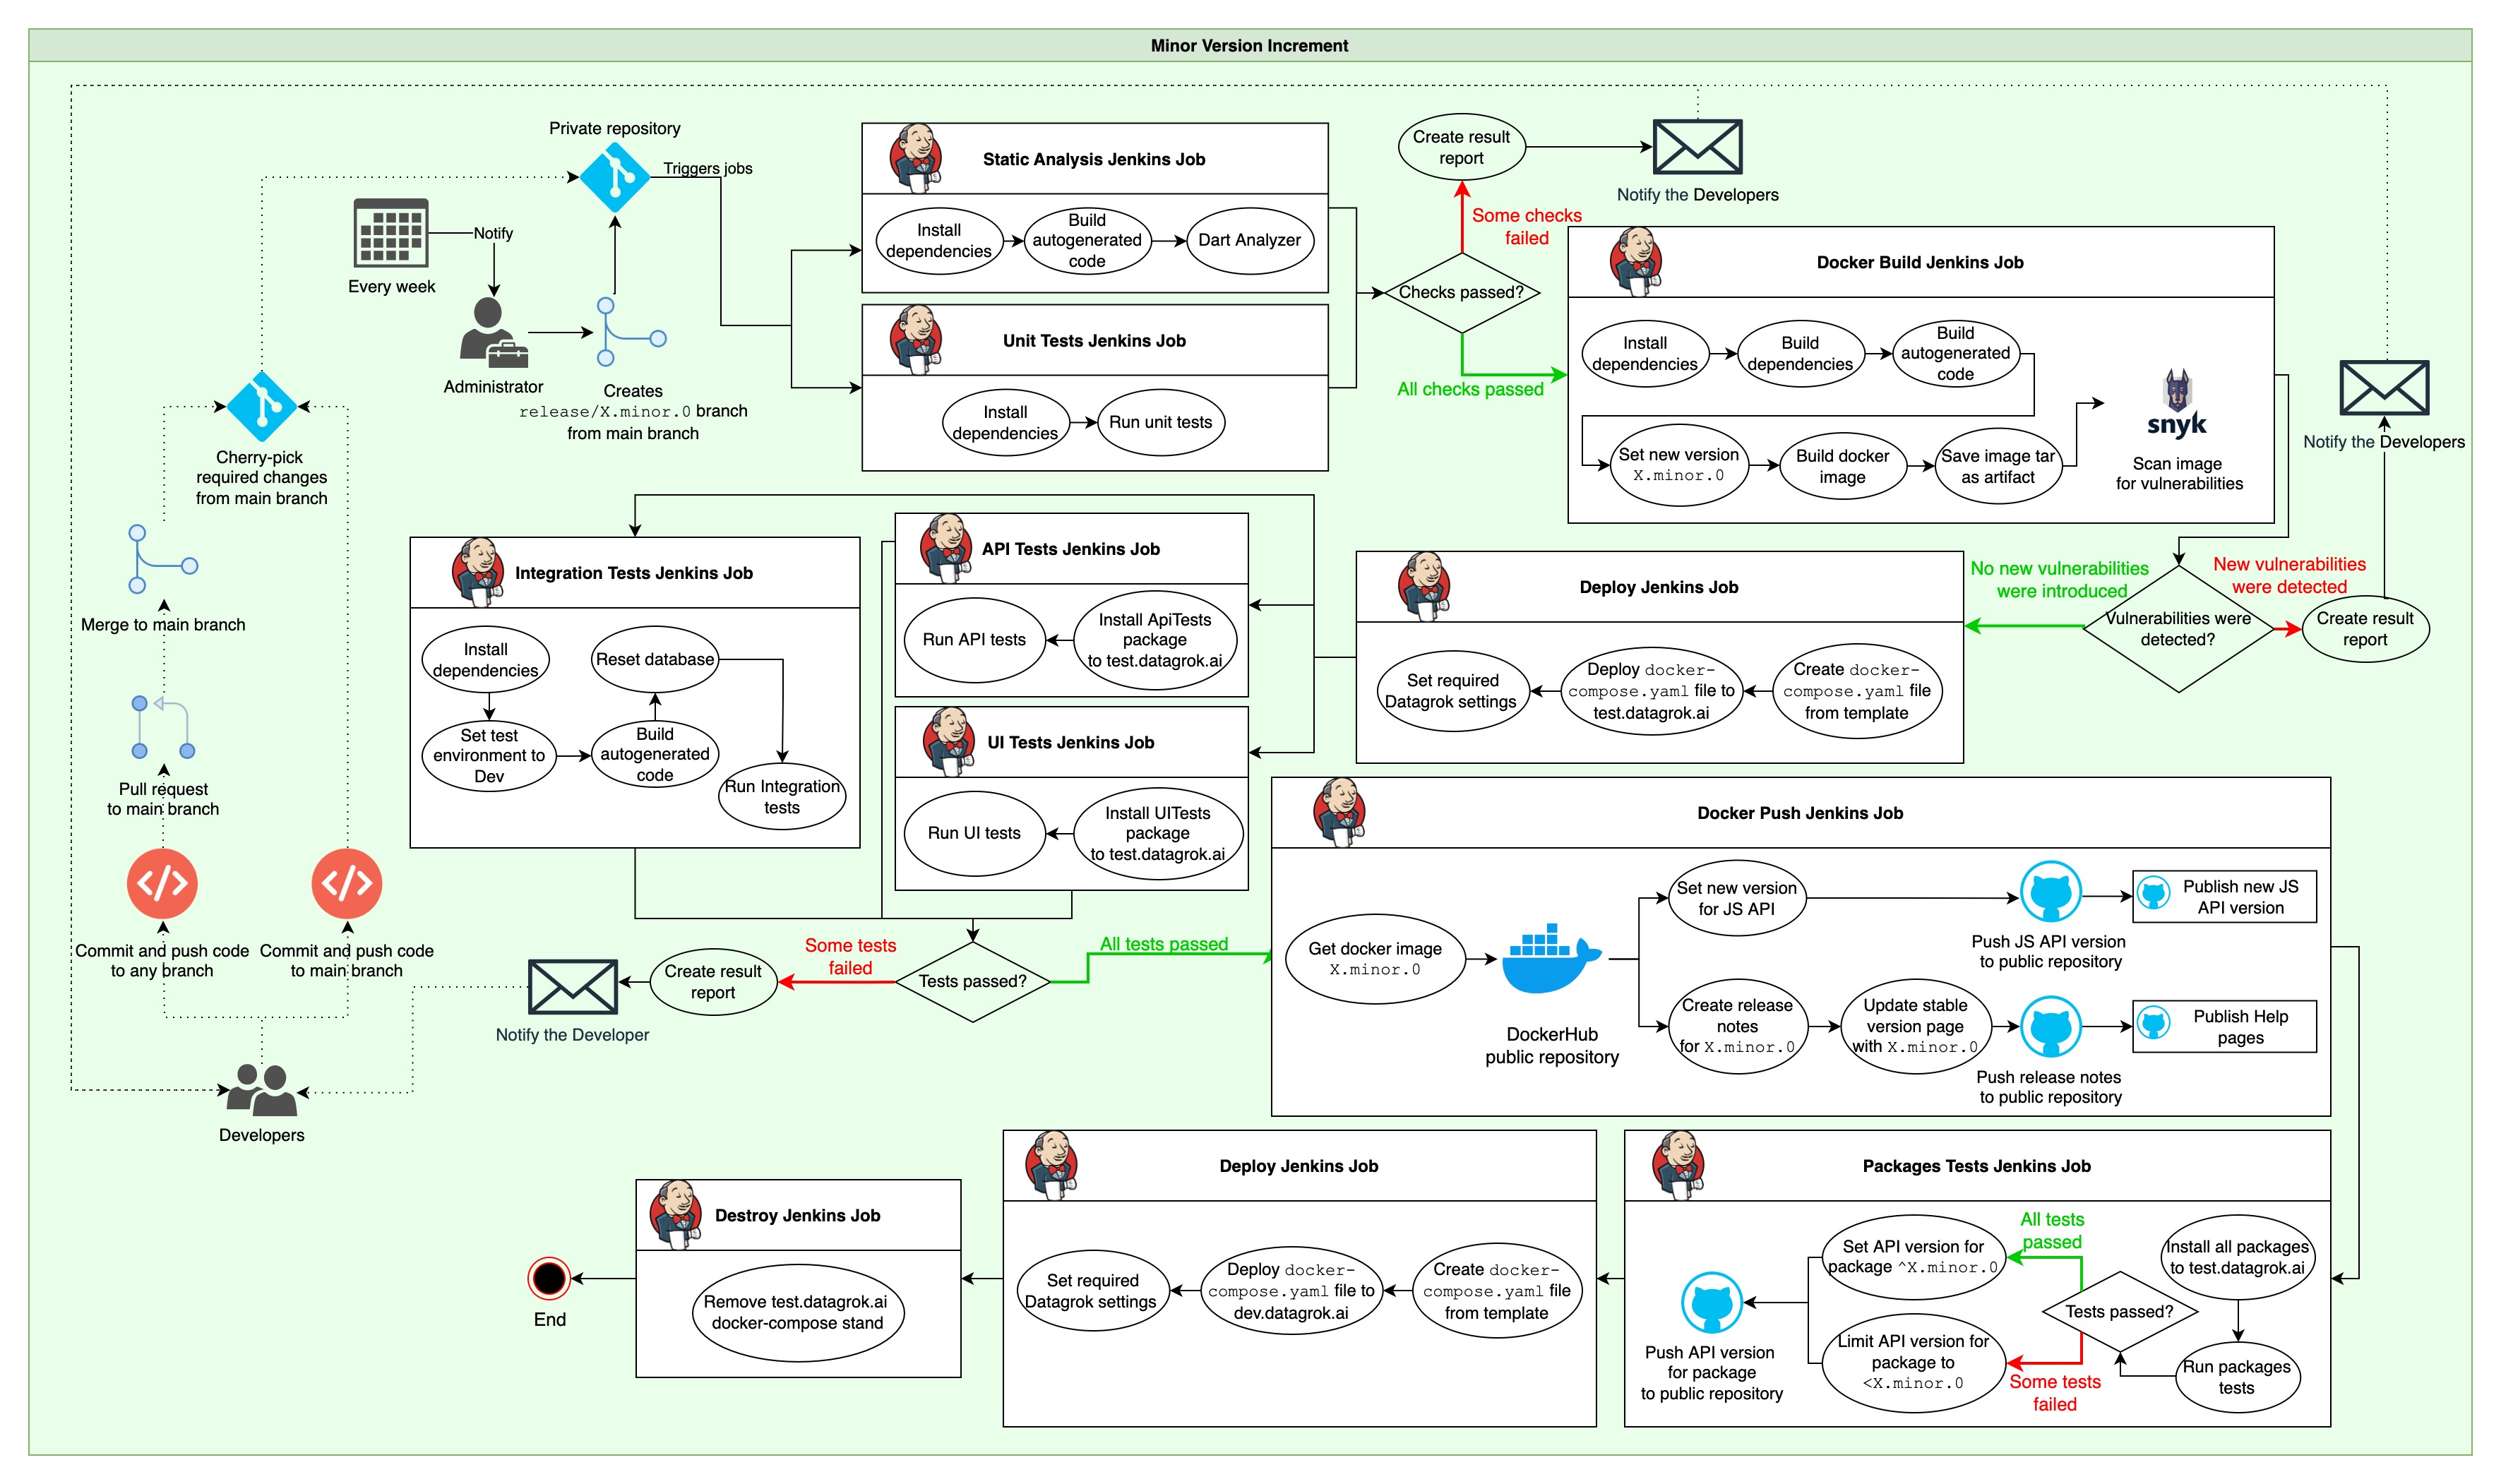 Minor Version Increment
Private repository
Triggers jobs
Notify
Every week
Administrator
Creates
release/X.minor.0 branch
from main branch
Cherry-pick
required changes
from main branch
Merge to main branch
Pull request
to main branch
Commit and push code
to any branch
Commit and push code
to main branch
Developers
Static Analysis Jenkins Job
Install
dependencies
Build
autogenerated
code
Dart Analyzer
Unit Tests Jenkins Job
Install
dependencies
Run unit tests
Checks passed?
Some checks
failed
Create result
report
Notify the Developers
All checks passed
Docker Build Jenkins Job
Install
dependencies
Build
dependencies
Build
autogenerated
code
Set new version
X.minor.0
Build docker
image
Save image tar
as artifact
snyk
Scan image
for vulnerabilities
Vulnerabilities were
detected?
New vulnerabilities
were detected
Create result
report
Notify the Developers
No new vulnerabilities
were introduced
Deploy Jenkins Job
Create docker-
compose.yaml file
from template
Deploy docker-
compose.yaml file to
test.datagrok.ai
Set required
Datagrok settings
Integration Tests Jenkins Job
Install
dependencies
Set test
environment to
Dev
Build
autogenerated
code
Reset database
Run Integration
tests
API Tests Jenkins Job
Install ApiTests
package
to test.datagrok.ai
Run API tests
UI Tests Jenkins Job
Install UITests
package
to test.datagrok.ai
Run UI tests
Tests passed?
Some tests
failed
Create result
report
Notify the Developer
All tests passed
Docker Push Jenkins Job
Get docker image
X.minor.0
DockerHub
public repository
Set new version
for JS API
Push JS API version
to public repository
Publish new JS
API version
Create release
notes
for X.minor.0
Update stable
version page
with X.minor.0
Push release notes
to public repository
Publish Help
pages
Packages Tests Jenkins Job
Install all packages
to test.datagrok.ai
Run packages
tests
Tests passed?
All tests
passed
Set API version for
package ^X.minor.0
Some tests
failed
Limit API version for
package to
<X.minor.0
Push API version
for package
to public repository
Deploy Jenkins Job
Create docker-
compose.yaml file
from template
Deploy docker-
compose.yaml file to
dev.datagrok.ai
Set required
Datagrok settings
Destroy Jenkins Job
Remove test.datagrok.ai
docker-compose stand
End